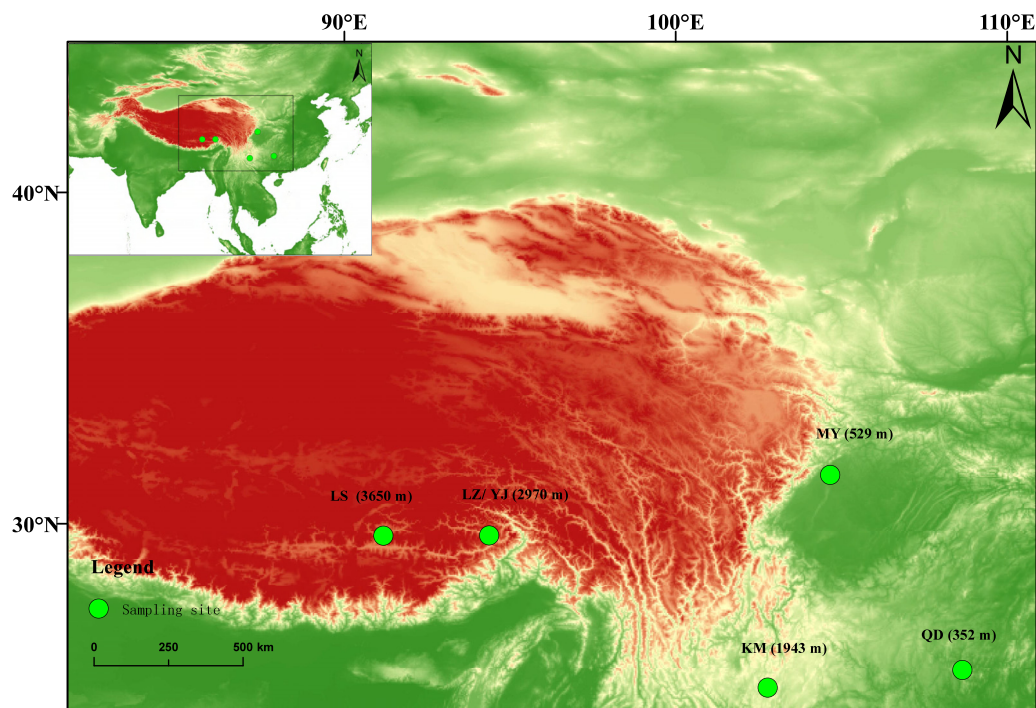 90°E 100°E 110°E
N
N
40°N
MY (529 m)
LS (3650 m) LZ/ YJ (2970 m)
30°N
Legend
Sampling site
QD (352 m)
KM (1943 m)
0 250 500 km